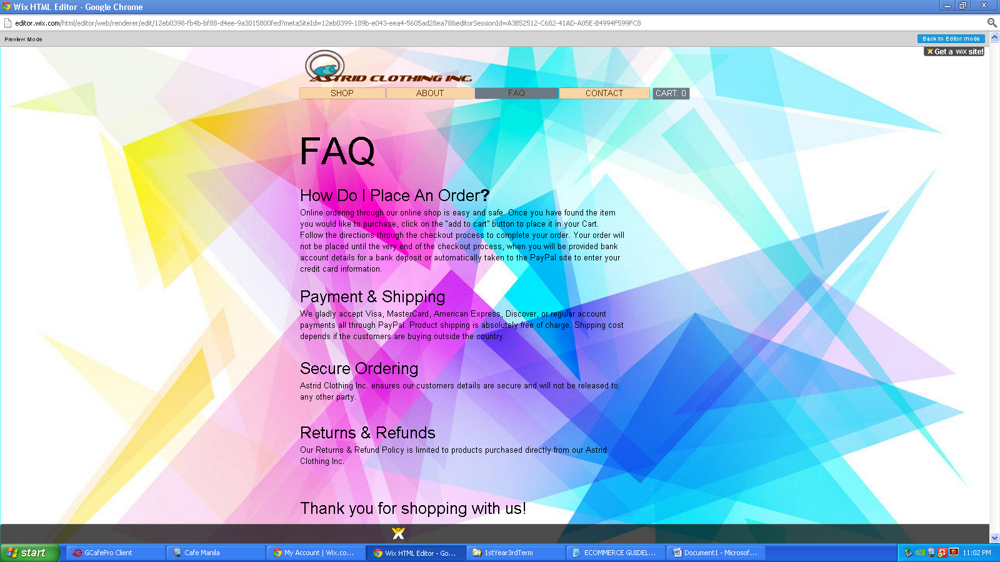 Wix HTML Editor - Google Chrome
editor.wix.com/html/editor/web/renderer/edit/12eb0398-fb4b-bf88-d4ee-9a3015800fed?metaSiteId=12eb0399-189b-e043-eea4-5605ad28ea78&editorSessionId=A3B52512-C682-41AD-A05E-B4994F599FC8
Preview Mode
Back to Editor mode
Get a WiX site!
ASTRID CLOTHING INC.
SHOP ABOUT FAQ CONTACT CART: 0
FAQ
How Do I Place An Order?
Online ordering through our online shop is easy and safe. Once you have found the item
you would like to purchase, click on the "add to cart" button to place it in your Cart.
Follow the directions through the checkout process to complete your order. Your order will
not be placed until the very end of the checkout process, when you will be provided bank
account details for a bank deposit or automatically taken to the PayPal site to enter your
credit card information.
Payment & Shipping
We gladly accept Visa, MasterCard, American Express, Discover, or regular account
payments all through PayPal. Product shipping is absolutely free of charge. Shipping cost
depends if the customers are buying outside the country.
Secure Ordering
Astrid Clothing Inc. ensures our customers details are secure and will not be released to
any other party.
Returns & Refunds
Our Returns & Refund Policy is limited to products purchased directly from our Astrid
Clothing Inc.
Thank you for shopping with us!
start GCafePro Client Cafe Manila My Account | Wix.co... Wix HTML Editor - Go... 1stYear3rdTerm ECOMMERCE GUIDEL... Document1 - Microsof... 11:02 PM